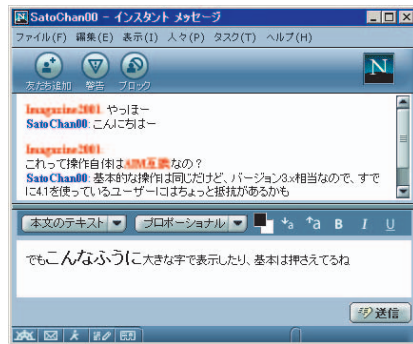 SatoChan00 - インスタント メッセージ
ファイル(F) 編集(E) 表示(I) 人々(P) タスク(T) ヘルプ(H)
友だち追加 警告 ブロック
N
Imagazine2001: やっほー
SatoChan00: こんにちはー
Imagazine2001:
これって操作自体はAIM互換なの？
SatoChan00: 基本的な操作は同じだけど、バージョン3.x相当なので、すで
に4.1を使っているユーザーにはちょっと抵抗があるかも
本文のテキスト プロポーショナル a a B I U
でもこんなふうに大きな字で表示したり、基本は押さえてるね
送信